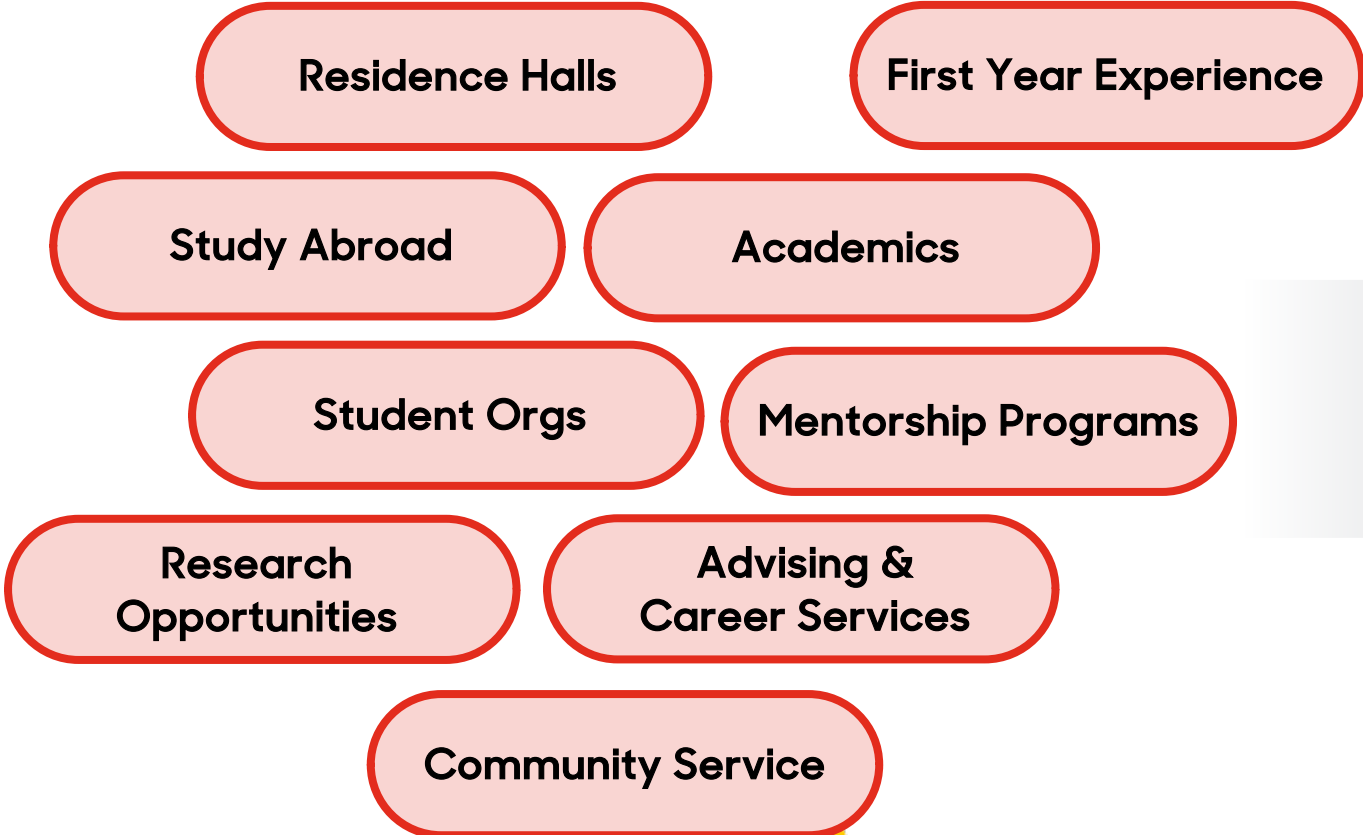 Residence Halls
First Year Experience
Study Abroad
Academics
Student Orgs
Mentorship Programs
Research
Opportunities
Advising &
Career Services
Community Service